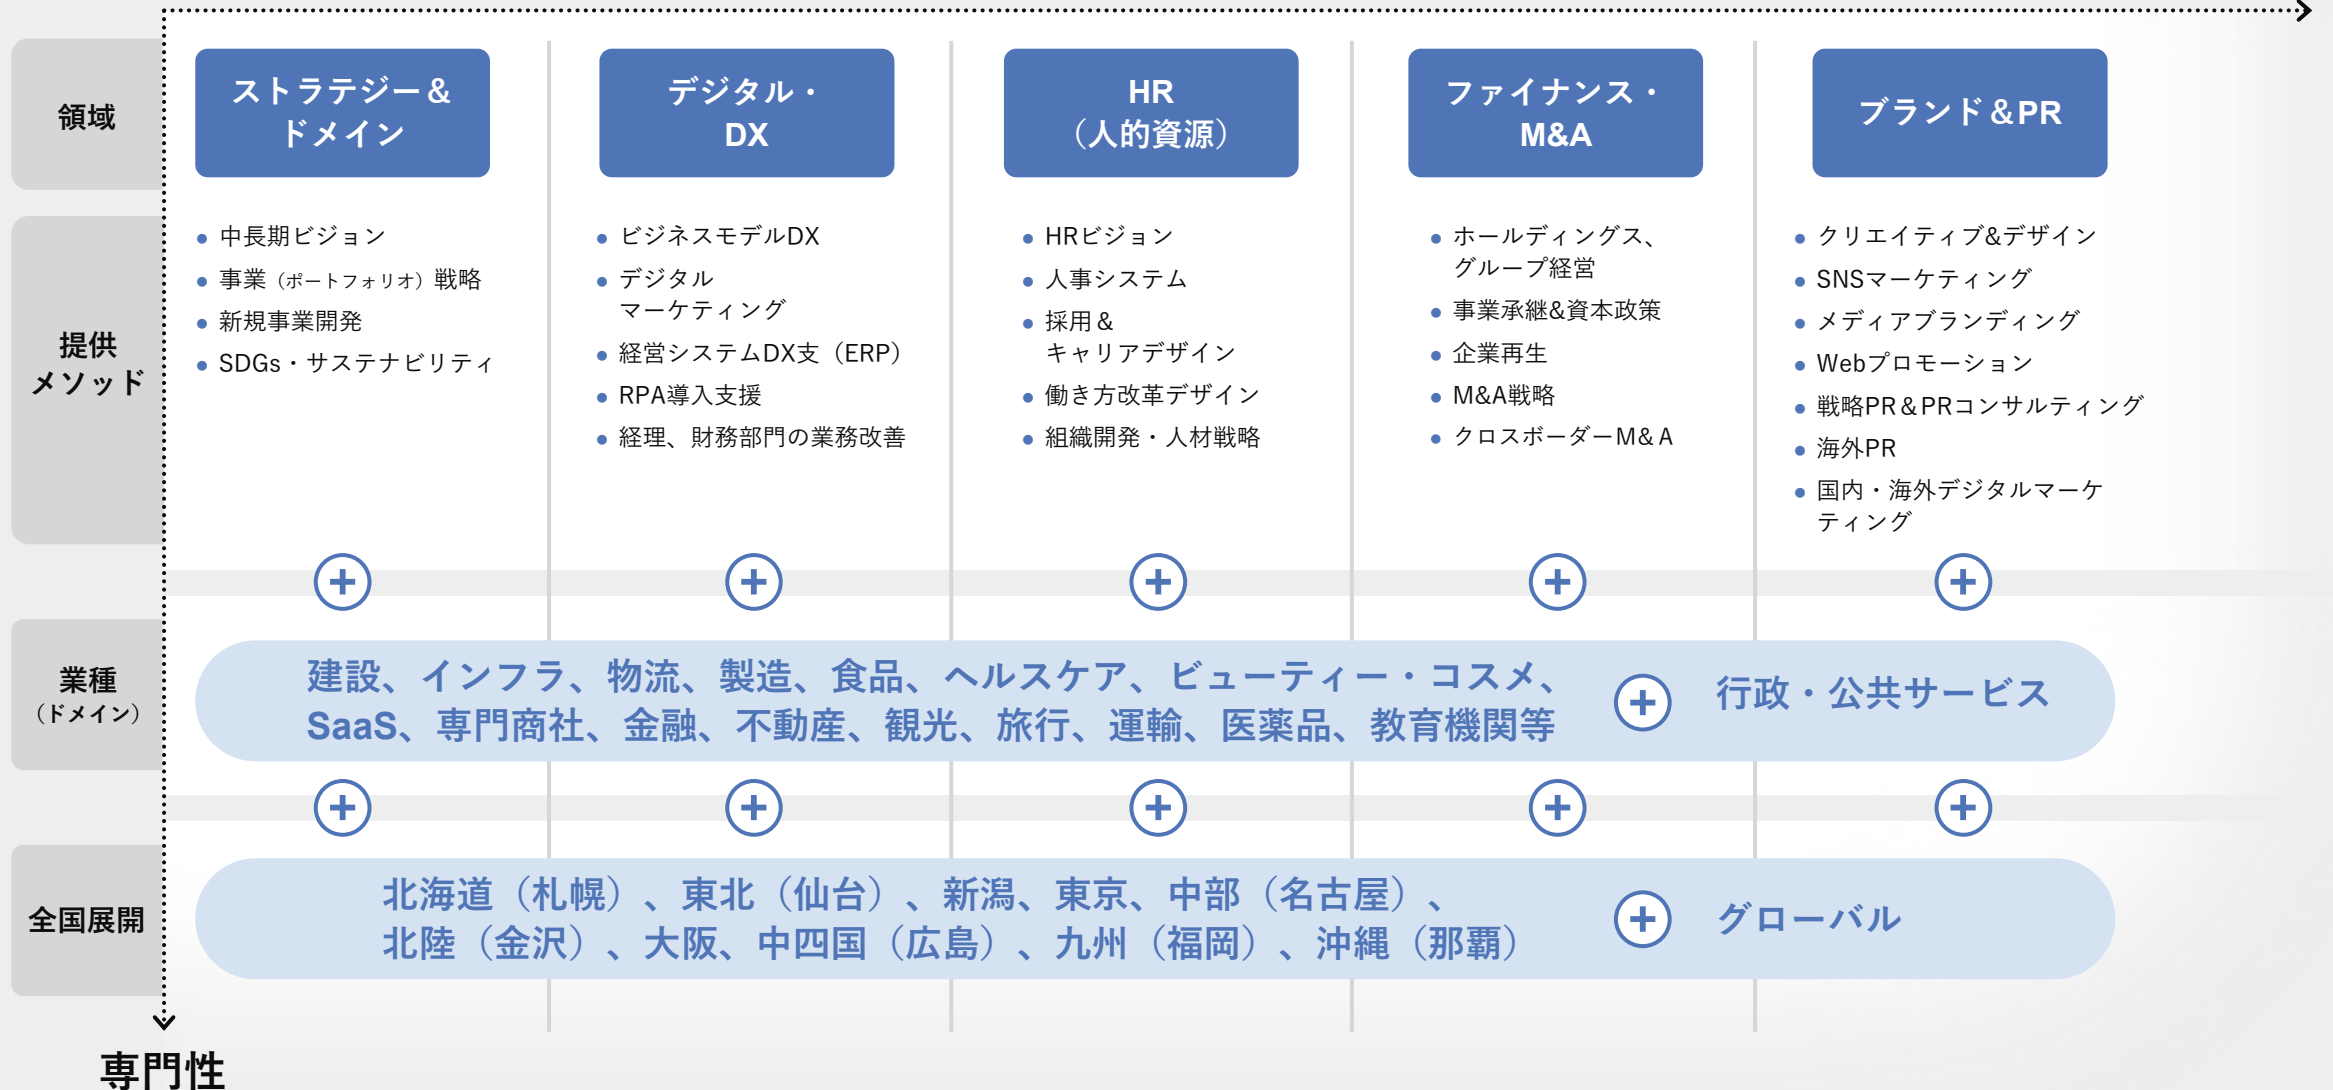 領域
ストラテジー＆
ドメイン
デジタル・
DX
HR
（人的資源）
ファイナンス・
M&A
ブランド＆PR
提供
メソッド
中長期ビジョン
事業（ポートフォリオ）戦略
新規事業開発
SDGs・サステナビリティ
ビジネスモデルDX
デジタル
マーケティング
経営システムDX支（ERP）
RPA導入支援
経理、財務部門の業務改善
HRビジョン
人事システム
採用＆
キャリアデザイン
働き方改革デザイン
組織開発・人材戦略
ホールディングス、
グループ経営
事業承継&資本政策
企業再生
M&A戦略
クロスボーダーM&A
クリエイティブ&デザイン
SNSマーケティング
メディアブランディング
Webプロモーション
戦略PR＆PRコンサルティング
海外PR
国内・海外デジタルマーケ
ティング
業種
（ドメイン）
建設、インフラ、物流、製造、食品、ヘルスケア、ビューティー・コスメ、
SaaS、専門商社、金融、不動産、観光、旅行、運輸、医薬品、教育機関等
行政・公共サービス
全国展開
北海道（札幌）、東北（仙台）、新潟、東京、中部（名古屋）、
北陸（金沢）、大阪、中四国（広島）、九州（福岡）、沖縄（那覇）
グローバル
専門性